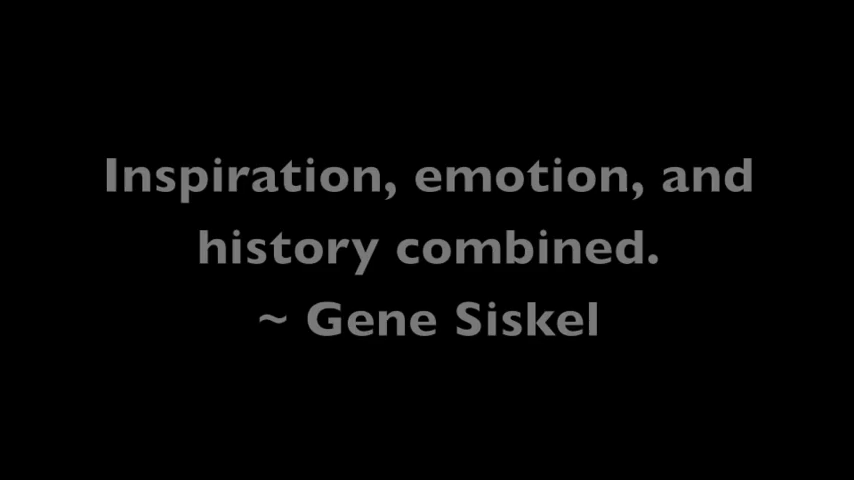 Inspiration, emotion, and
history combined.
~ Gene Siskel